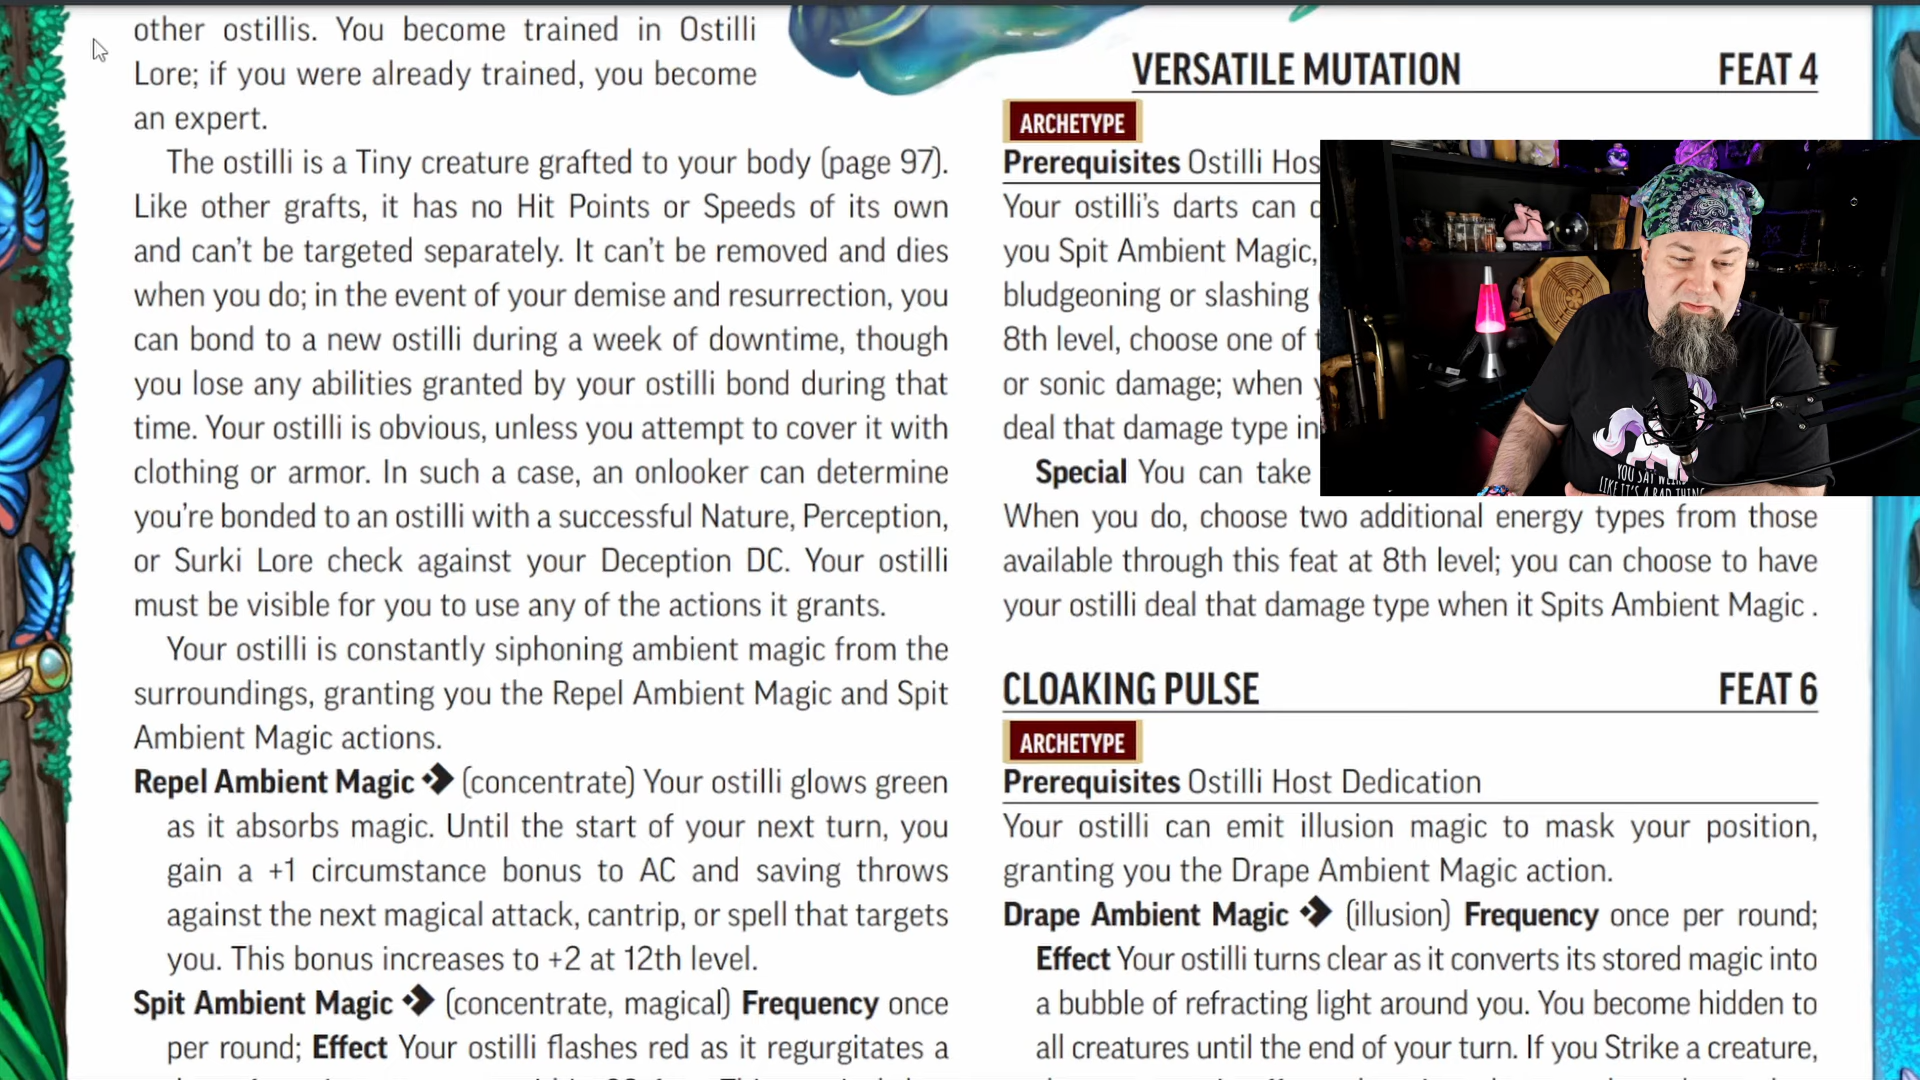 other ostillis. You become trained in Ostilli
Lore; if you were already trained, you become
an expert.
The ostilli is a Tiny creature grafted to your body (page 97).
Like other grafts, it has no Hit Points or Speeds of its own
and can't be targeted separately. It can't be removed and dies
when you do; in the event of your demise and resurrection, you
can bond to a new ostilli during a week of downtime, though
you lose any abilities granted by your ostilli bond during that
time. Your ostilli is obvious, unless you attempt to cover it with
clothing or armor. In such a case, an onlooker can determine
you're bonded to an ostilli with a successful Nature, Perception,
or Surki Lore check against your Deception DC. Your ostilli
must be visible for you to use any of the actions it grants.
Your ostilli is constantly siphoning ambient magic from the
surroundings, granting you the Repel Ambient Magic and Spit
Ambient Magic actions.
Repel Ambient Magic (concentrate) Your ostilli glows green
as it absorbs magic. Until the start of your next turn, you
gain a +1 circumstance bonus to AC and saving throws
against the next magical attack, cantrip, or spell that targets
you. This bonus increases to +2 at 12th level.
Spit Ambient Magic (concentrate, magical) Frequency once
per round; Effect Your ostilli flashes red as it regurgitates a
VERSATILE MUTATION FEAT 4
ARCHETYPE
Prerequisites Ostilli Hos
Your ostilli's darts can
you Spit Ambient Magic,
bludgeoning or slashing
8th level, choose one of
or sonic damage; when
deal that damage type in
Special You can take
When you do, choose two additional energy types from those
available through this feat at 8th level; you can choose to have
your ostilli deal that damage type when it Spits Ambient Magic .
CLOAKING PULSE FEAT 6
ARCHETYPE
Prerequisites Ostilli Host Dedication
Your ostilli can emit illusion magic to mask your position,
granting you the Drape Ambient Magic action.
Drape Ambient Magic (illusion) Frequency once per round;
Effect Your ostilli turns clear as it converts its stored magic into
a bubble of refracting light around you. You become hidden to
all creatures until the end of your turn. If you Strike a creature,
YOU SAY WEIRD
LIKE IT'S A BAD THING